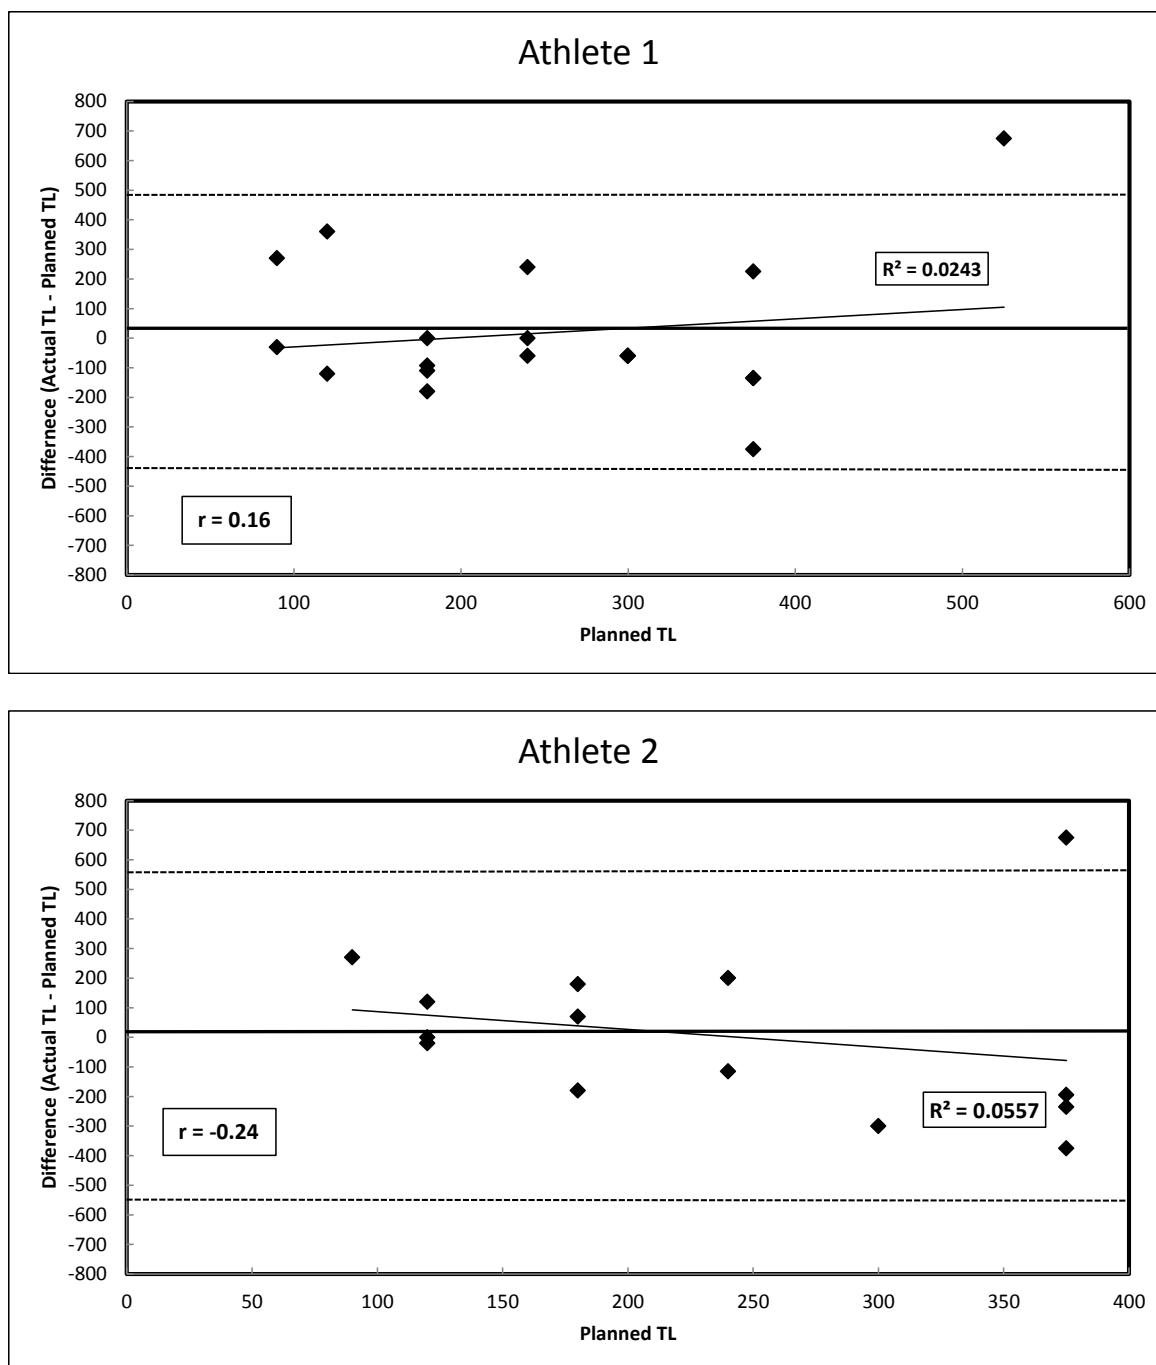 Athlete 1
800
700
600
500
400
300
200
100
0
-100
-200
-300
-400
-500
-600
-700
-800
Differnece (Actual TL - Planned TL)
R² = 0.0243
r = 0.16
0 100 200 300 400 500 600
Planned TL
Athlete 2
800
700
600
500
400
300
200
100
0
-100
-200
-300
-400
-500
-600
-700
-800
Difference (Actual TL - Planned TL)
R² = 0.0557
r = -0.24
0 50 100 150 200 250 300 350 400
Planned TL